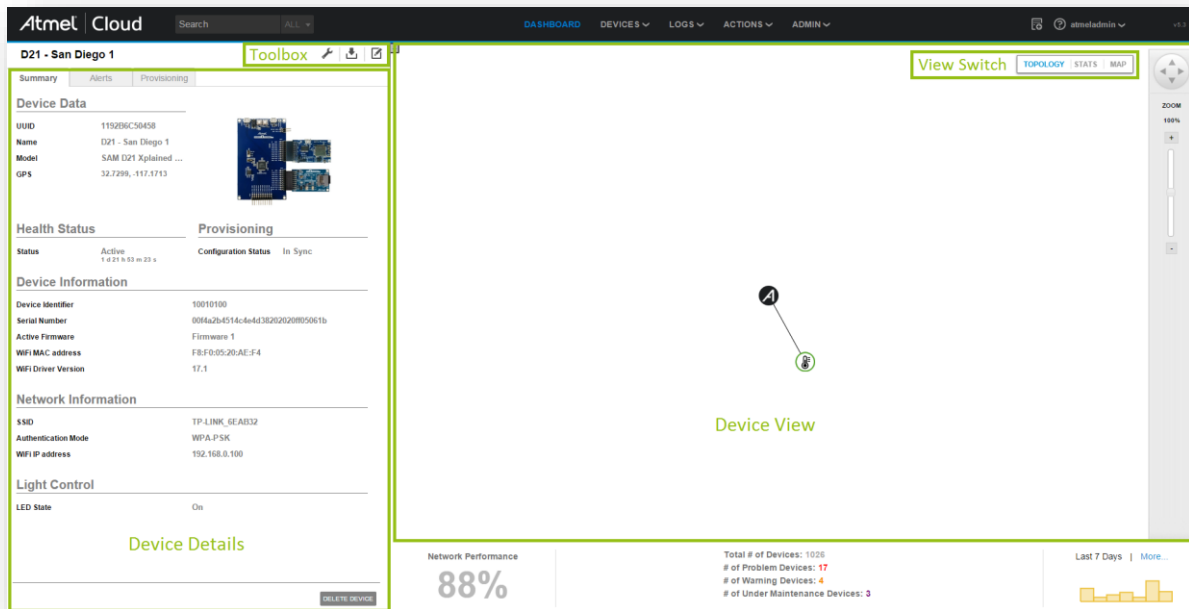 Atmel Cloud Search ALL DASHBOARD DEVICES LOGS ACTIONS ADMIN atmeladmin
D21 - San Diego 1 Toolbox
View Switch TOPOLOGY STATS MAP
Summary Alerts Provisioning
Device Data
UUID 1192B6C50458
Name D21 - San Diego 1
Model SAM D21 Xplained ...
GPS 32.7299, -117.1713
ZOOM
100%
+
-
Health Status Provisioning
Status Active Configuration Status In Sync
1 d 21 h 53 m 23 s
Device Information
Device Identifier 10010100
Serial Number 00f4a2b4514c4e4d38202020ff05061b
Active Firmware Firmware 1
WiFi MAC address F8:F0:05:20:AE:F4
WiFi Driver Version 17.1
Network Information
SSID TP-LINK_6EAB32
Authentication Mode WPA-PSK
WiFi IP address 192.168.0.100
Light Control
LED State On
Device Details
DELETE DEVICE
Device View
Network Performance
88%
Total # of Devices: 1026
# of Problem Devices: 17
# of Warning Devices: 4
# of Under Maintenance Devices: 3
Last 7 Days | More...